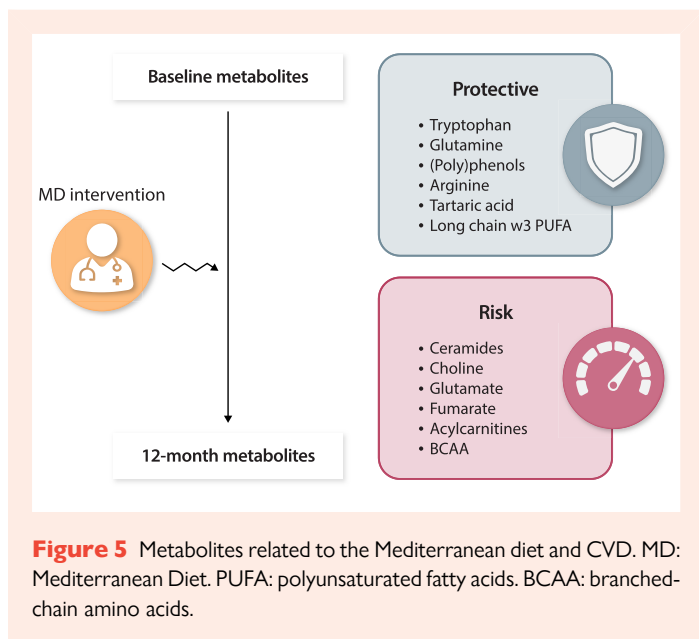 Baseline metabolites
MD intervention
12-month metabolites
Protective
• Tryptophan
• Glutamine
• (Poly)phenols
• Arginine
• Tartaric acid
• Long chain w3 PUFA
Risk
• Ceramides
• Choline
• Glutamate
• Fumarate
• Acylcarnitines
• BCAA
Figure 5 Metabolites related to the Mediterranean diet and CVD. MD:
Mediterranean Diet. PUFA: polyunsaturated fatty acids. BCAA: branched-
chain amino acids.